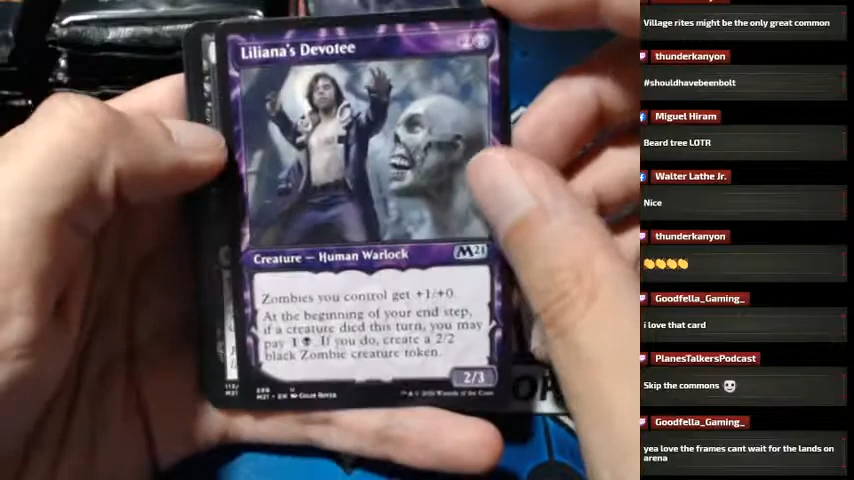 Liliana's Devotee
Creature — Human Warlock
M21
Zombies you control get +1/+0.
At the beginning of your end step,
if a creature died this turn, you may
pay 1 . If you do, create a 2/2
black Zombie creature token.
2/3
M21 • EN
Village rites might be the only great common
thunderkanyon
#shouldhavebeenbolt
Miguel Hiram
Beard tree LOTR
Walter Lathe Jr.
Nice
thunderkanyon
👏👏👏👏
Goodfella_Gaming_
i love that card
PlanesTalkersPodcast
Skip the commons
Goodfella_Gaming_
yea love the frames cant wait for the lands on
arena